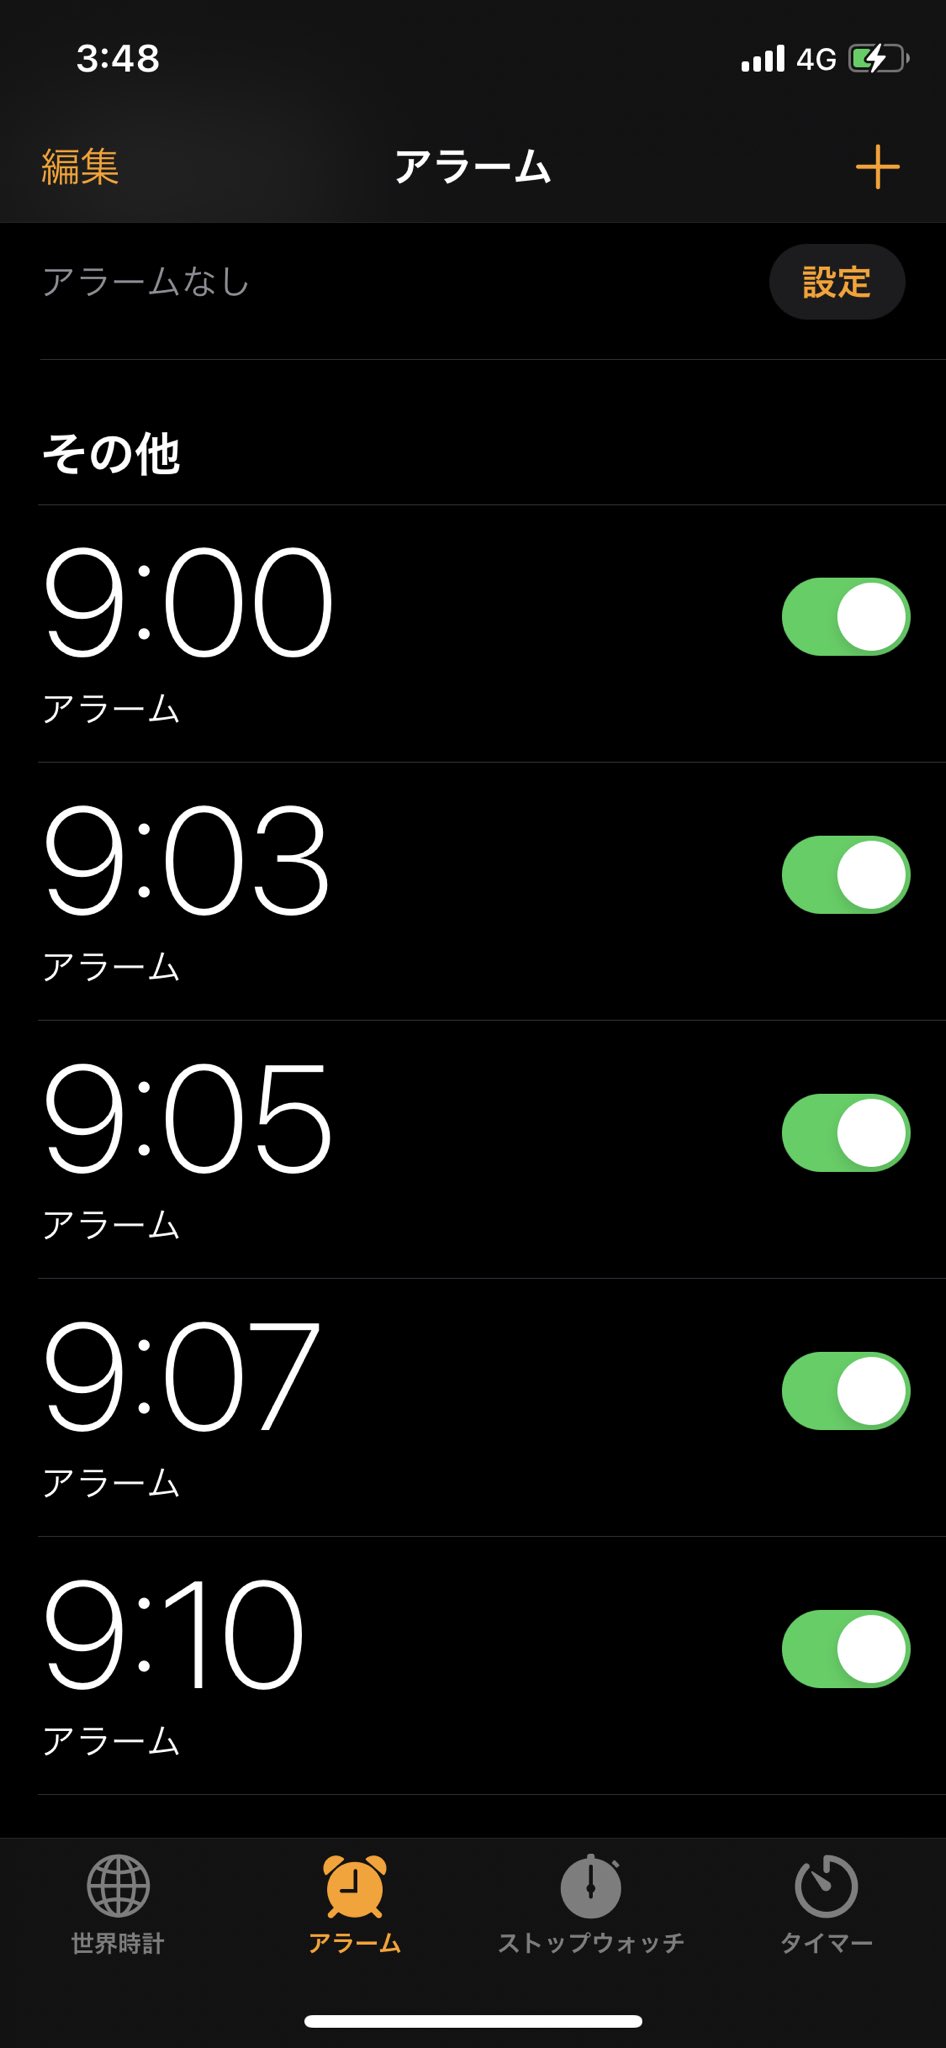 3:48
4G
編集
アラーム
アラームなし
設定
その他
9:00
アラーム
9:03
アラーム
9:05
アラーム
9:07
アラーム
9:10
アラーム
世界時計
アラーム
ストップウォッチ
タイマー